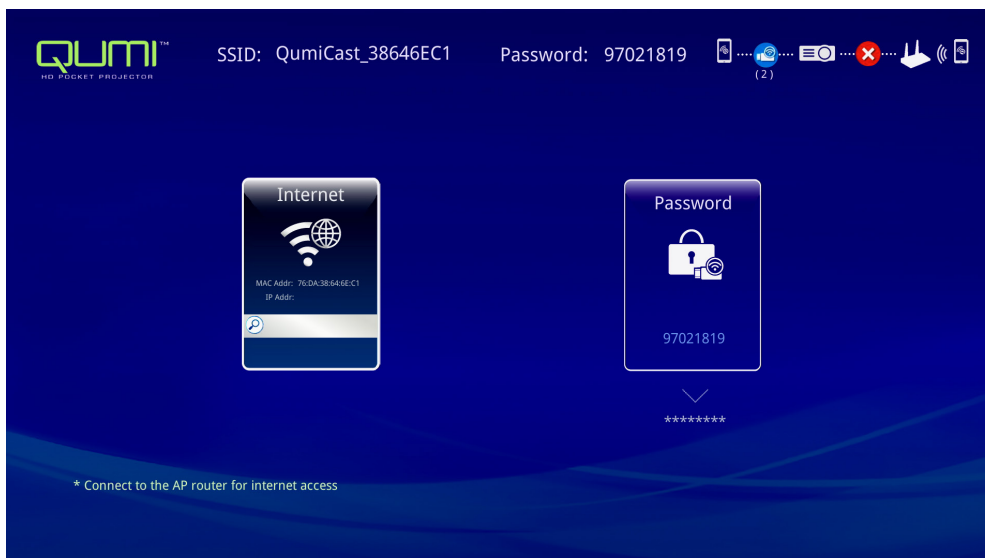 QUMI™
HD POCKET PROJECTOR
SSID: QumiCast_38646EC1
Password: 97021819
(2)
Internet
MAC Addr: 76:DA:38:64:6E:C1
IP Addr:
Password
97021819
********
* Connect to the AP router for internet access